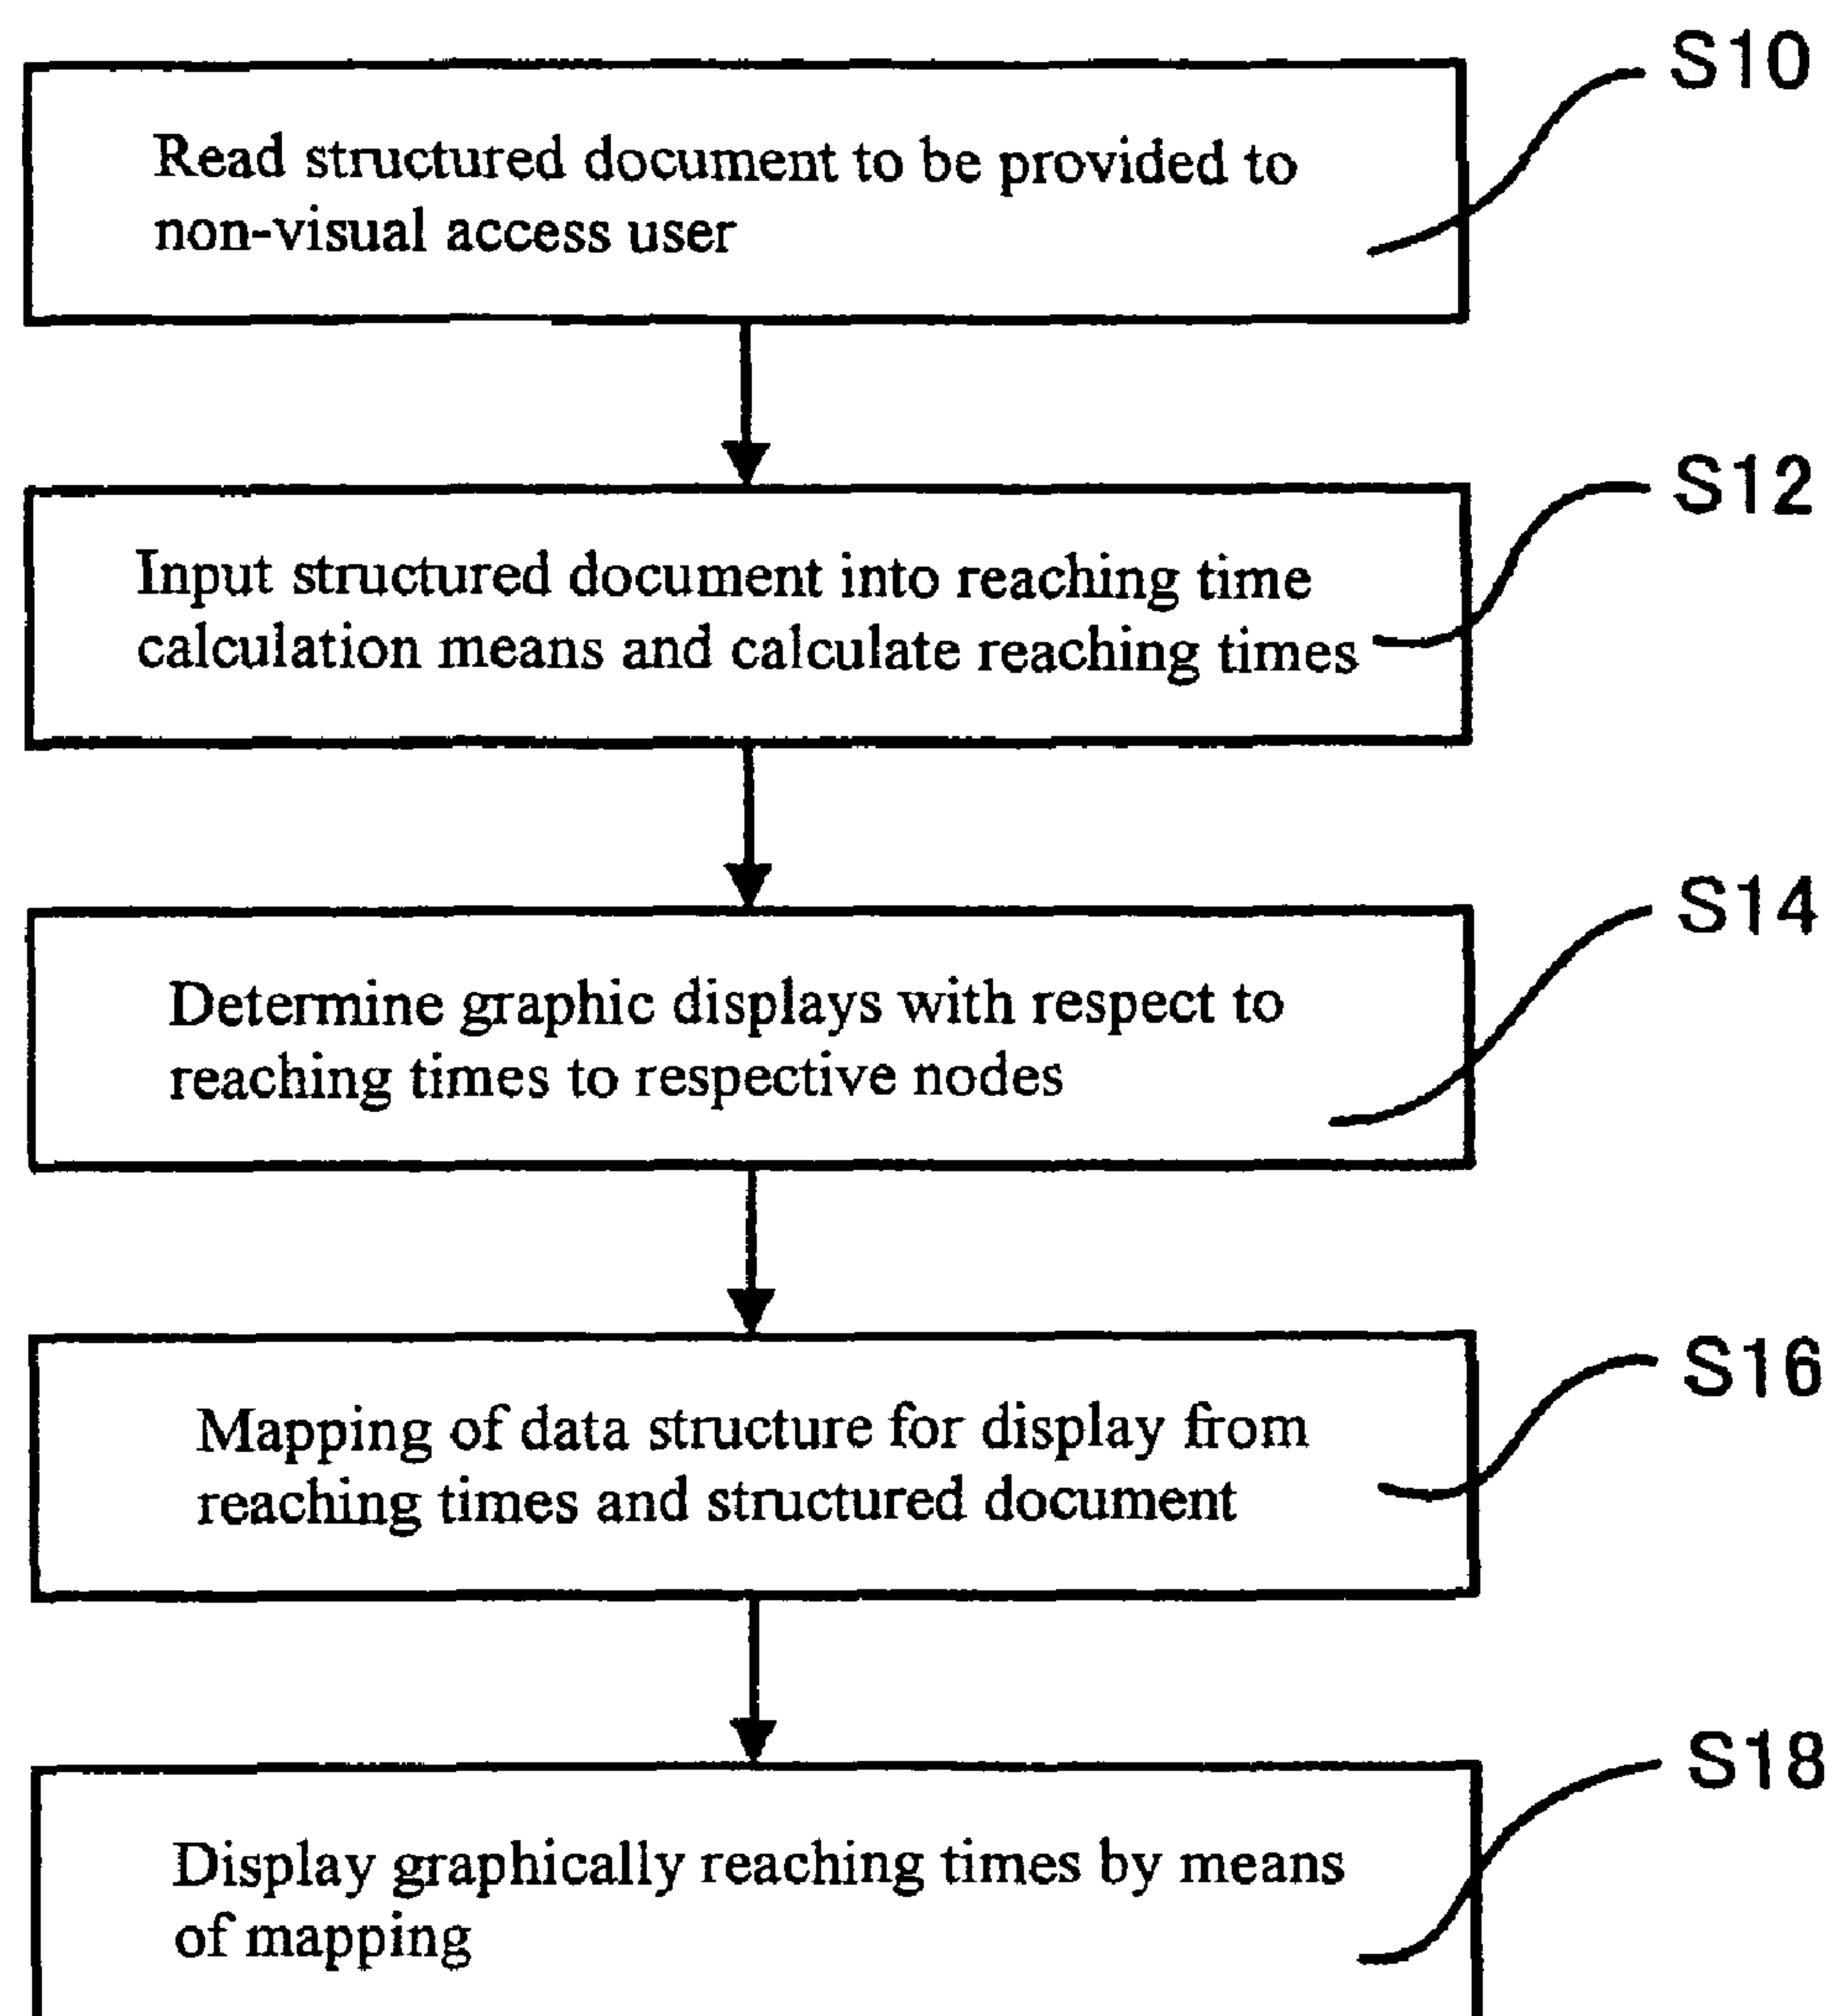 S10
Read structured document to be provided to
non-visual access user
S12
Input structured document into reaching time
calculation means and calculate reaching times
S14
Determine graphic displays with respect to
reaching times to respective nodes
S16
Mapping of data structure for display from
reaching times and structured document
S18
Display graphically reaching times by means
of mapping